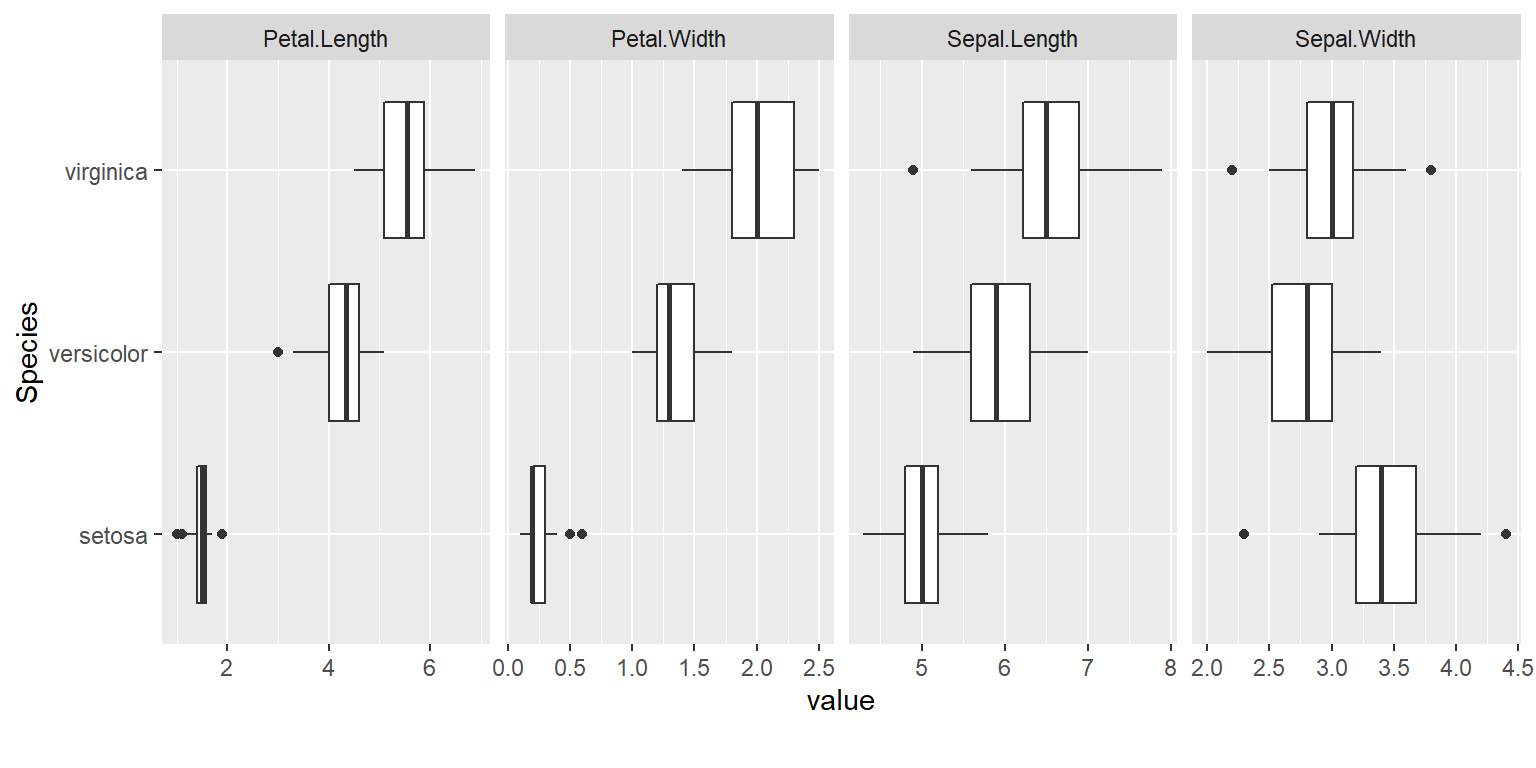 Petal.Length Petal.Width Sepal.Length Sepal.Width
Species
virginica
versicolor
setosa
2 4 6 0.0 0.5 1.0 1.5 2.0 2.5 5 6 7 8 2.0 2.5 3.0 3.5 4.0 4.5
value